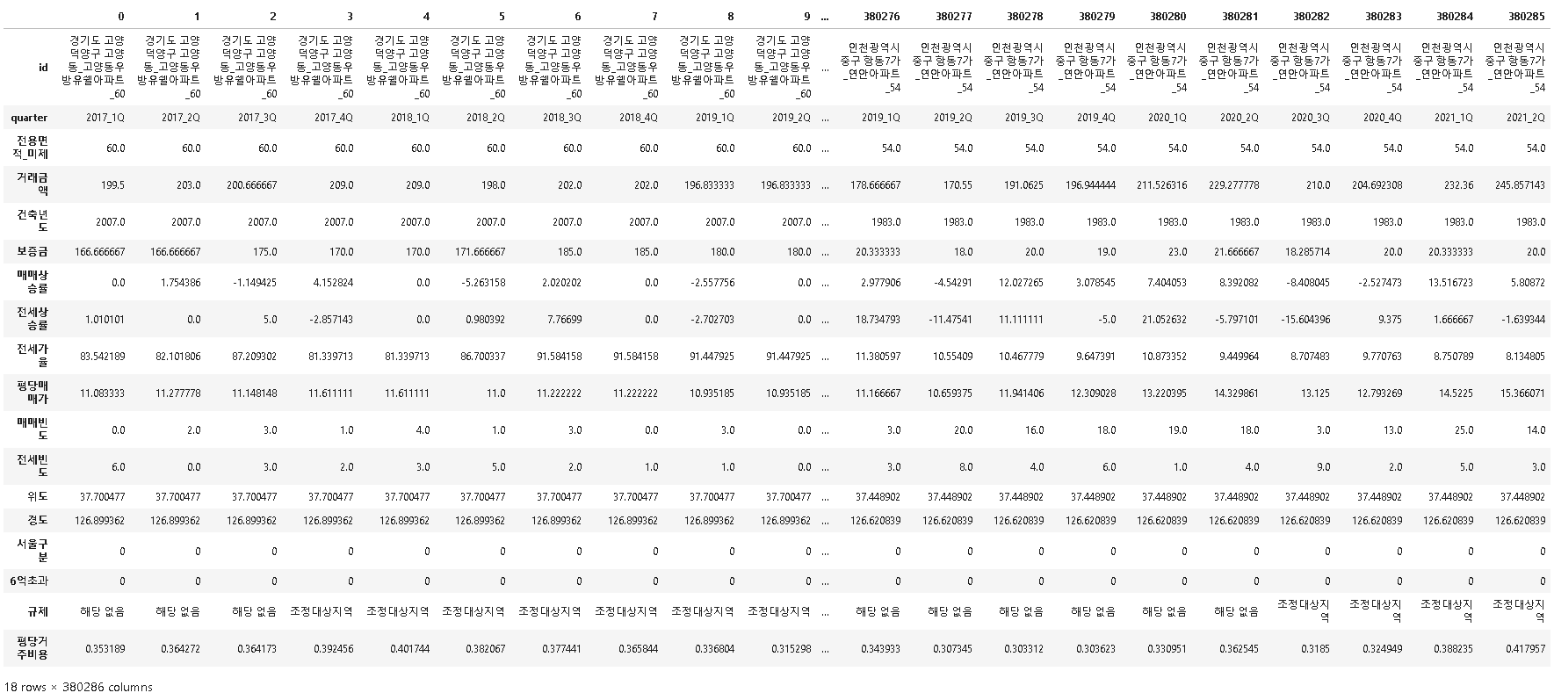 0 1 2 3 4 5 6 7 8 9 ... 380276 380277 380278 380279 380280 380281 380282 380283 380284 380285
경기도 고양 경기도 고양 경기도 고양 경기도 고양 경기도 고양 경기도 고양 경기도 고양 경기도 고양 경기도 고양 경기도 고양 인천광역시 인천광역시 인천광역시 인천광역시 인천광역시 인천광역시 인천광역시 인천광역시 인천광역시 인천광역시
덕양구 고양 덕양구 고양 덕양구 고양 덕양구 고양 덕양구 고양 덕양구 고양 덕양구 고양 덕양구 고양 덕양구 고양 덕양구 고양 중구 항동7가 중구 항동7가 중구 항동7가 중구 항동7가 중구 항동7가 중구 항동7가 중구 항동7가 중구 항동7가 중구 항동7가 중구 항동7가
id 동_고양동우 동_고양동우 동_고양동우 동_고양동우 동_고양동우 동_고양동우 동_고양동우 동_고양동우 동_고양동우 동_고양동우 ...
방유쉘아파트 방유쉘아파트 방유쉘아파트 방유쉘아파트 방유쉘아파트 방유쉘아파트 방유쉘아파트 방유쉘아파트 방유쉘아파트 방유쉘아파트 _연안아파트 _연안아파트 _연안아파트 _연안아파트 _연안아파트 _연안아파트 _연안아파트 _연안아파트 _연안아파트 _연안아파트
_60 _60 _60 _60 _60 _60 _60 _60 _60 _60 _54 _54 _54 _54 _54 _54 _54 _54 _54 _54
quarter 2017_1Q 2017_2Q 2017_3Q 2017_4Q 2018_1Q 2018_2Q 2018_3Q 2018_4Q 2019_1Q 2019_2Q ... 2019_1Q 2019_2Q 2019_3Q 2019_4Q 2020_1Q 2020_2Q 2020_3Q 2020_4Q 2021_1Q 2021_2Q
전용면
적_미제 60.0 60.0 60.0 60.0 60.0 60.0 60.0 60.0 60.0 60.0 ... 54.0 54.0 54.0 54.0 54.0 54.0 54.0 54.0 54.0 54.0
거래금
액 199.5 203.0 200.666667 209.0 209.0 198.0 202.0 202.0 196.833333 196.833333 ... 178.666667 170.55 191.0625 196.944444 211.526316 229.277778 210.0 204.692308 232.36 245.857143
건축년
도 2007.0 2007.0 2007.0 2007.0 2007.0 2007.0 2007.0 2007.0 2007.0 2007.0 ... 1983.0 1983.0 1983.0 1983.0 1983.0 1983.0 1983.0 1983.0 1983.0 1983.0
보증금 166.666667 166.666667 175.0 170.0 170.0 171.666667 185.0 185.0 180.0 180.0 ... 20.333333 18.0 20.0 19.0 23.0 21.666667 18.285714 20.0 20.333333 20.0
매매상
승률 0.0 1.754386 -1.149425 4.152824 0.0 -5.263158 2.020202 0.0 -2.557756 0.0 ... 2.977906 -4.54291 12.027265 3.078545 7.404053 8.392082 -8.408045 -2.527473 13.516723 5.80872
전세상
승률 1.010101 0.0 5.0 -2.857143 0.0 0.980392 7.76699 0.0 -2.702703 0.0 ... 18.734793 -11.47541 11.111111 -5.0 21.052632 -5.797101 -15.604396 9.375 1.666667 -1.639344
전세가
율 83.542189 82.101806 87.209302 81.339713 81.339713 86.700337 91.584158 91.584158 91.447925 91.447925 ... 11.380597 10.55409 10.467779 9.647391 10.873352 9.449964 8.707483 9.770763 8.750789 8.134805
평당매
매가 11.083333 11.277778 11.148148 11.611111 11.611111 11.0 11.222222 11.222222 10.935185 10.935185 ... 11.166667 10.659375 11.941406 12.309028 13.220395 14.329861 13.125 12.793269 14.5225 15.366071
매매빈
도 0.0 2.0 3.0 1.0 4.0 1.0 3.0 0.0 3.0 0.0 ... 3.0 20.0 16.0 18.0 19.0 18.0 3.0 13.0 25.0 14.0
전세빈
도 6.0 0.0 3.0 2.0 3.0 5.0 2.0 1.0 1.0 0.0 ... 3.0 8.0 4.0 6.0 1.0 4.0 9.0 2.0 5.0 3.0
위도 37.700477 37.700477 37.700477 37.700477 37.700477 37.700477 37.700477 37.700477 37.700477 37.700477 ... 37.448902 37.448902 37.448902 37.448902 37.448902 37.448902 37.448902 37.448902 37.448902 37.448902
경도 126.899362 126.899362 126.899362 126.899362 126.899362 126.899362 126.899362 126.899362 126.899362 126.899362 ... 126.620839 126.620839 126.620839 126.620839 126.620839 126.620839 126.620839 126.620839 126.620839 126.620839
서울구
분 0 0 0 0 0 0 0 0 0 0 ... 0 0 0 0 0 0 0 0 0 0
6억초과 0 0 0 0 0 0 0 0 0 0 ... 0 0 0 0 0 0 0 0 0 0
규제 해당 없음 해당 없음 해당 없음 조정대상지역 조정대상지역 조정대상지역 조정대상지역 조정대상지역 조정대상지역 조정대상지역 ... 해당 없음 해당 없음 해당 없음 해당 없음 해당 없음 해당 없음 조정대상지 조정대상지 조정대상지 조정대상지
역 역 역 역
평당거
주비용 0.353189 0.364272 0.364173 0.392456 0.401744 0.382067 0.377441 0.365844 0.336804 0.315298 ... 0.343933 0.307345 0.303312 0.303623 0.330951 0.362545 0.3185 0.324949 0.388235 0.417957
18 rows × 380286 columns